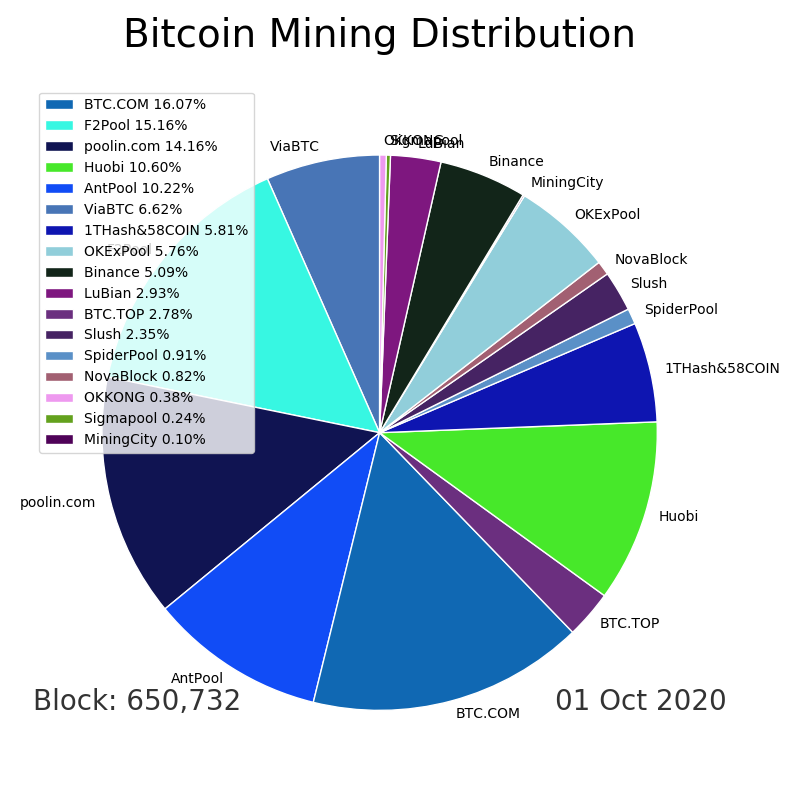 Bitcoin Mining Distribution
BTC.COM 16.07%
F2Pool 15.16%
poolin.com 14.16%
Huobi 10.60%
AntPool 10.22%
ViaBTC 6.62%
1THash&58COIN 5.81%
OKExPool 5.76%
Binance 5.09%
LuBian 2.93%
BTC.TOP 2.78%
Slush 2.35%
SpiderPool 0.91%
NovaBlock 0.82%
OKKONG 0.38%
Sigmapool 0.24%
MiningCity 0.10%
ViaBTC
OKKONG
Sigmapool
LuBian
Binance
MiningCity
OKExPool
NovaBlock
Slush
SpiderPool
1THash&58COIN
Huobi
BTC.TOP
BTC.COM
AntPool
poolin.com
Block: 650,732
01 Oct 2020